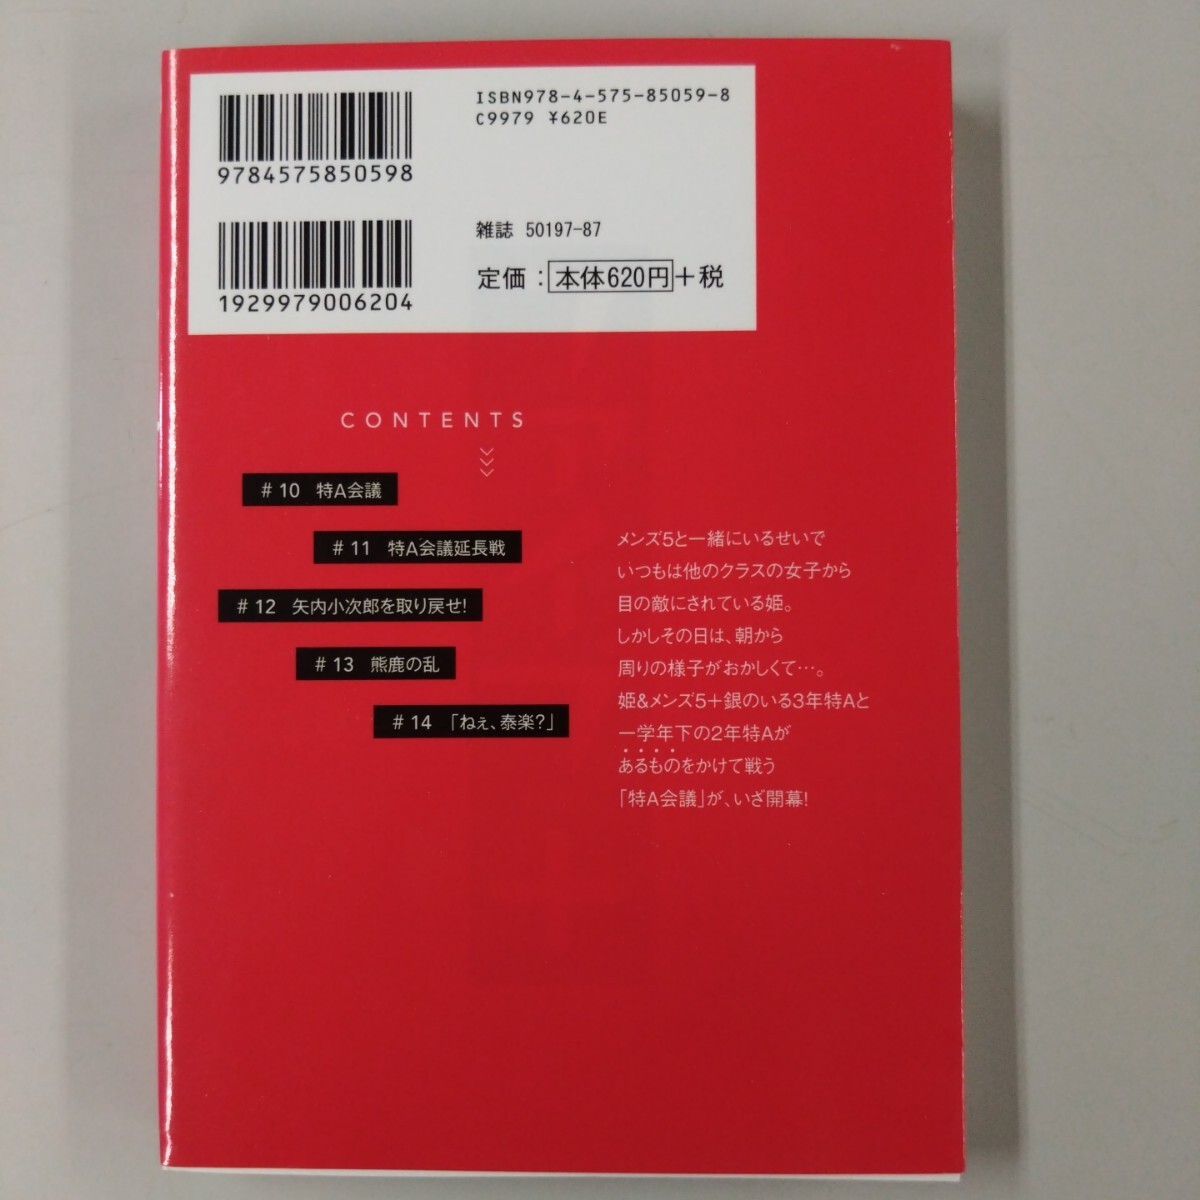 9784575850598
ISBN978-4-575-85059-8
C9979 ¥620E
1929979006204
雑誌 50197-87
定価：本体620円+税
CONTENTS
#10 特A会議
#11 特A会議延長戦
#12 矢内小次郎を取り戻せ!
#13 熊鹿の乱
#14 「ねぇ、泰楽?」
メンズ5と一緒にいるせいで
いつもは他のクラスの女子から
目の敵にされている姫。
しかしその日は、朝から
周りの様子がおかしくて…。
姫&メンズ5+銀のいる3年特Aと
一学年下の2年特Aが
あるものをかけて戦う
「特A会議」が、いざ開幕!